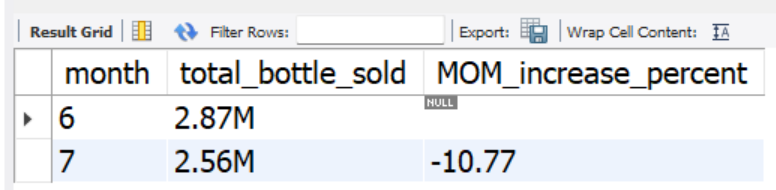 Result Grid Filter Rows: Export: Wrap Cell Content: IA
month total_bottle_sold MOM_increase_percent
6 2.87M NULL
7 2.56M -10.77